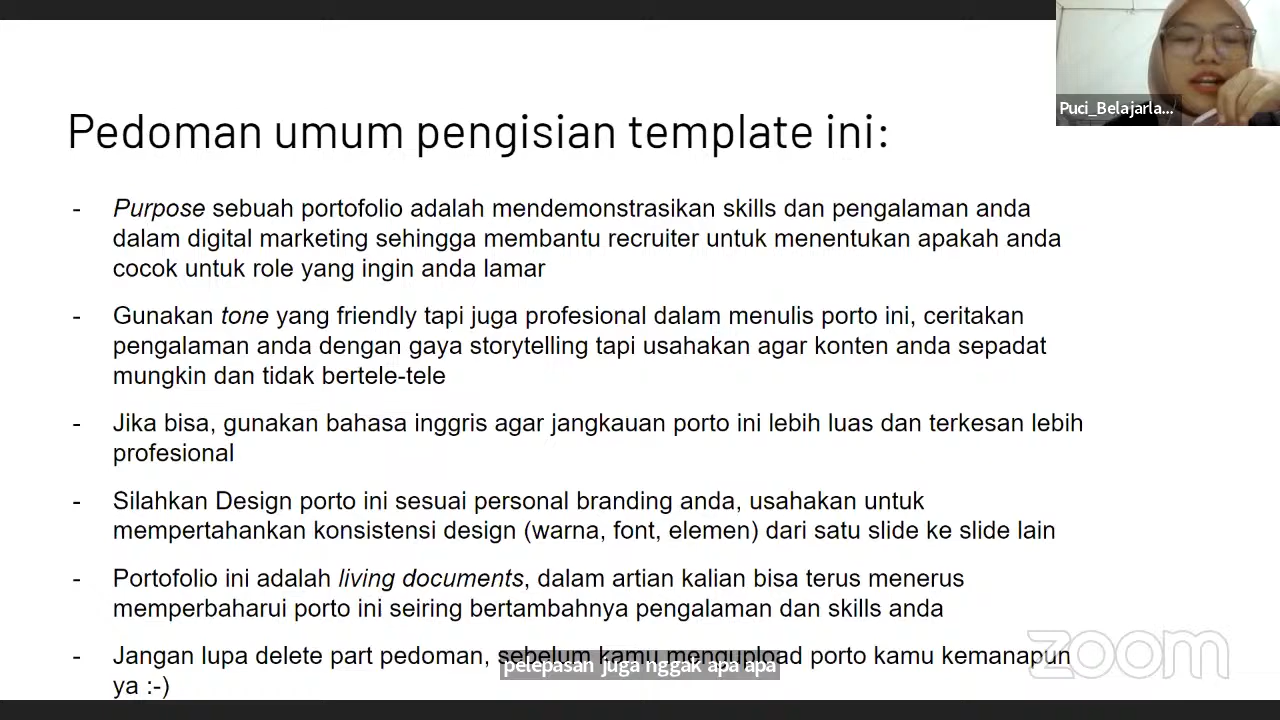 Puci_Belajarla...
Pedoman umum pengisian template ini:
- Purpose sebuah portofolio adalah mendemonstrasikan skills dan pengalaman anda
dalam digital marketing sehingga membantu recruiter untuk menentukan apakah anda
cocok untuk role yang ingin anda lamar
- Gunakan tone yang friendly tapi juga profesional dalam menulis porto ini, ceritakan
pengalaman anda dengan gaya storytelling tapi usahakan agar konten anda sepadat
mungkin dan tidak bertele-tele
- Jika bisa, gunakan bahasa inggris agar jangkauan porto ini lebih luas dan terkesan lebih
profesional
- Silahkan Design porto ini sesuai personal branding anda, usahakan untuk
mempertahankan konsistensi design (warna, font, elemen) dari satu slide ke slide lain
- Portofolio ini adalah living documents, dalam artian kalian bisa terus menerus
memperbaharui porto ini seiring bertambahnya pengalaman dan skills anda
- Jangan lupa delete part pedoman, sebelum kamu mengupload porto kamu kemanapun
ya :-)
pelepasan juga nggak apa apa
zoom